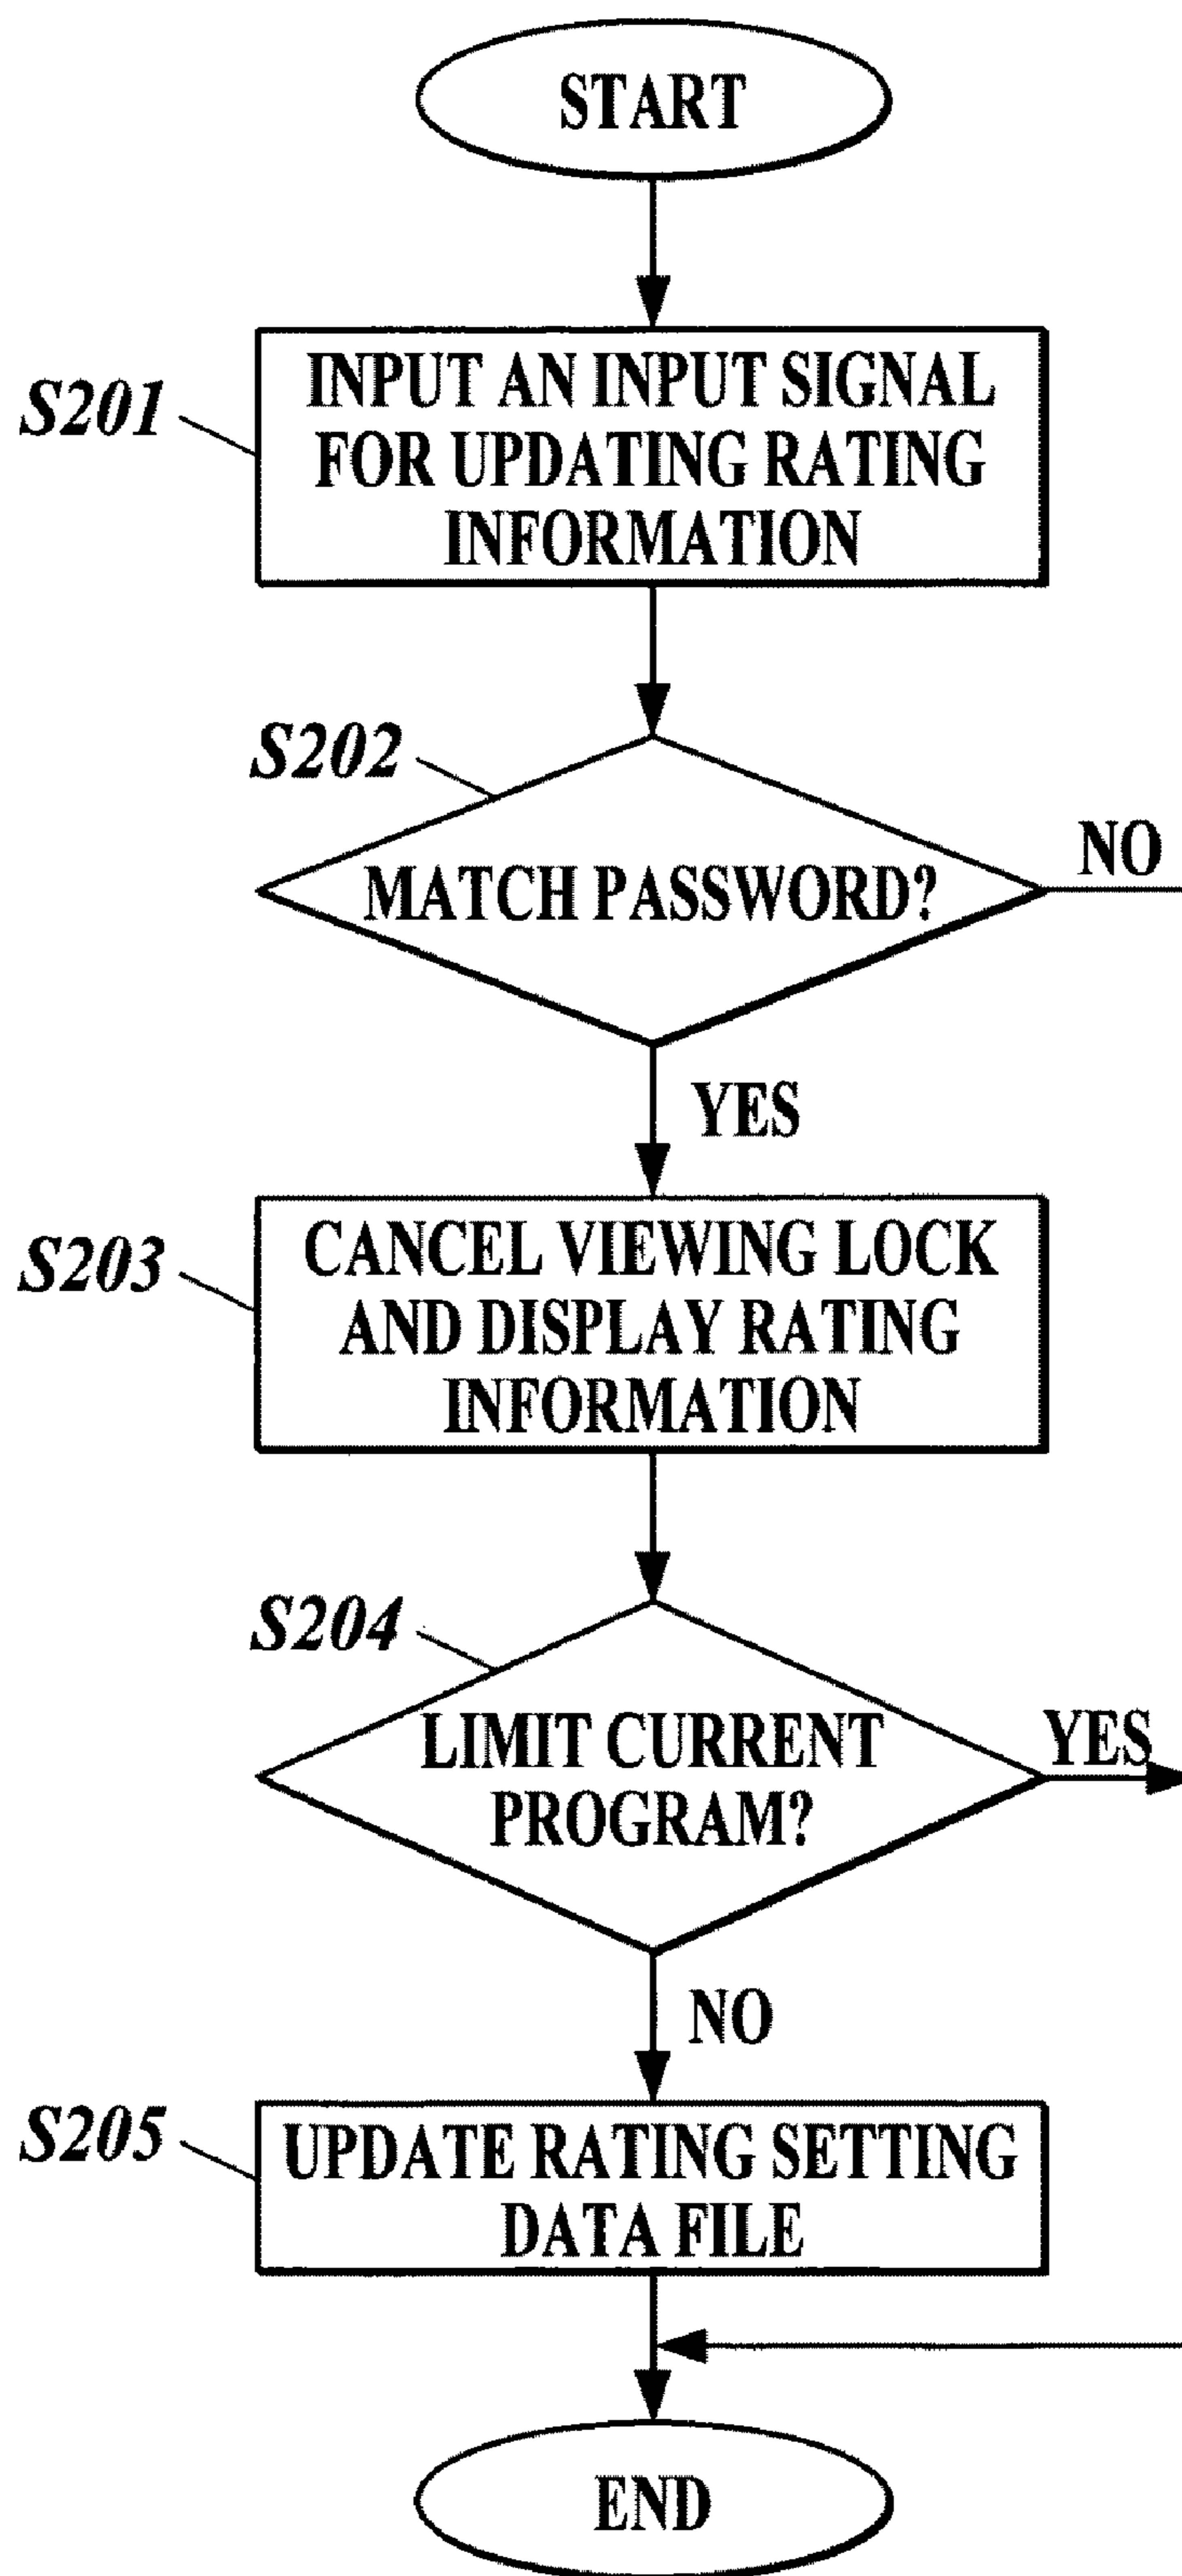 START
S201
INPUT AN INPUT SIGNAL
FOR UPDATING RATING
INFORMATION
S202
MATCH PASSWORD?
NO
YES
S203
CANCEL VIEWING LOCK
AND DISPLAY RATING
INFORMATION
S204
LIMIT CURRENT
PROGRAM?
YES
NO
S205
UPDATE RATING SETTING
DATA FILE
END